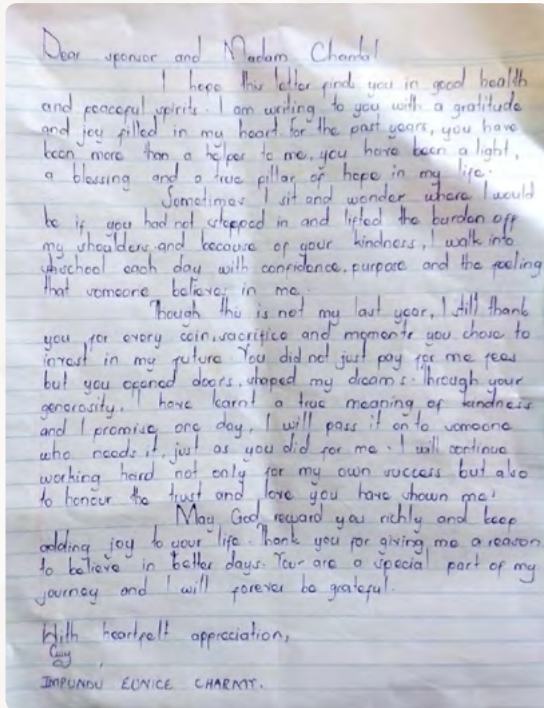 Dear sponsor and Madam Chantal
I hope this letter finds you in good health
and peaceful spirits. I am writing to you with a gratitude
and joy filled in my heart for the past years, you have
been more than a helper to me, you have been a light,
a blessing and a true pillar of hope in my life.
Sometimes I sit and wonder where I would
be if you had not stepped in and lifted the burden off
my shoulders and because of your kindness, I walk into
school each day with confidence, purpose and the feeling
that someone believes in me.
Though this is not my last year, I still thank
you for every coin, sacrifice and moments you chose to
invest in my future. You did not just pay for me fees
but you opened doors, shaped my dreams. Through your
generosity, I have learnt a true meaning of kindness
and I promise one day, I will pass it on to someone
who needs it, just as you did for me. I will continue
working hard not only for my own success but also
to honour the trust and love you have shown me.
May God reward you richly and keep
adding joy to your life. Thank you for giving me a reason
to believe in better days. Your are a special part of my
journey and I will forever be grateful.
With heartfelt appreciation,
IMPUNDU EUNICE